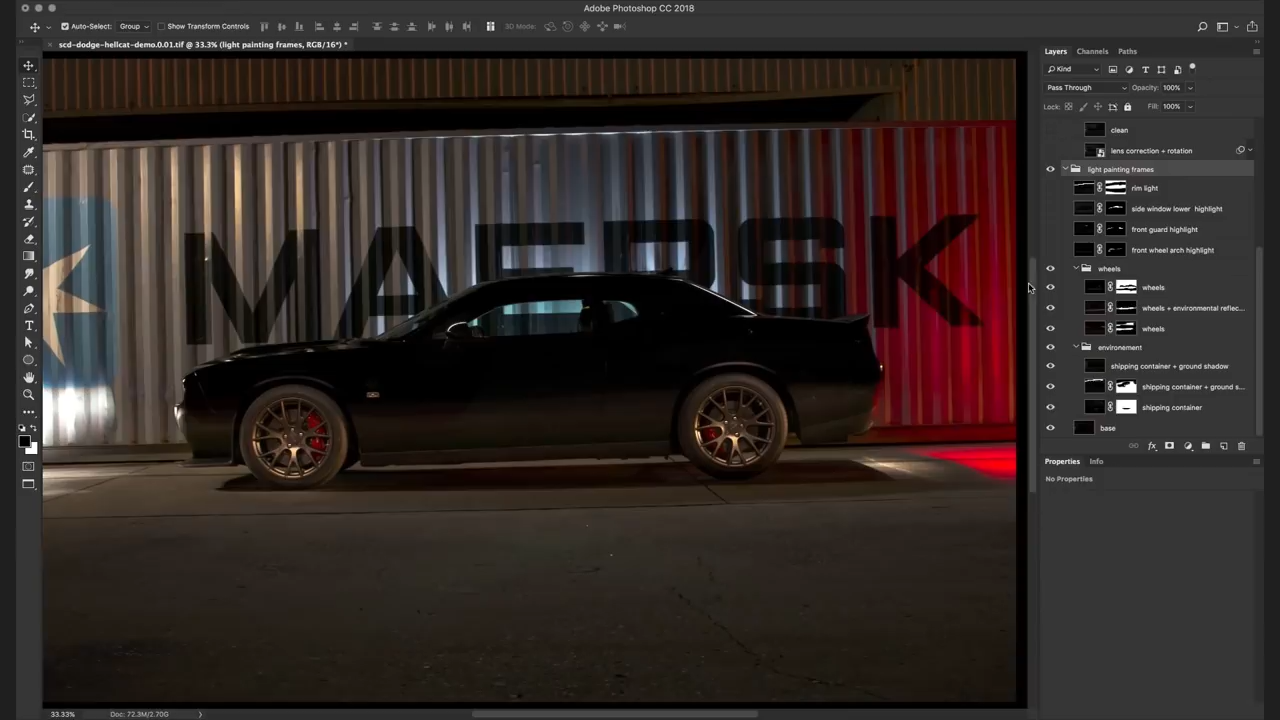 Adobe Photoshop CC 2018
Auto-Select: Group Show Transform Controls 3D Mode:
scd-dodge-hellcat-demo.0.01.tif @ 33.3% (light painting frames, RGB/16*) *
Layers Channels Paths
Kind
Pass Through Opacity: 100%
Lock: Fill: 100%
clean
lens correction + rotation
light painting frames
rim light
side window lower highlight
front guard highlight
front wheel arch highlight
wheels
wheels
wheels + environmental reflec...
wheels
environement
shipping container + ground shadow
shipping container + ground s...
shipping container
base
fx
Properties Info
No Properties
MAERSK
33.33% Doc: 72.3M/2.70G